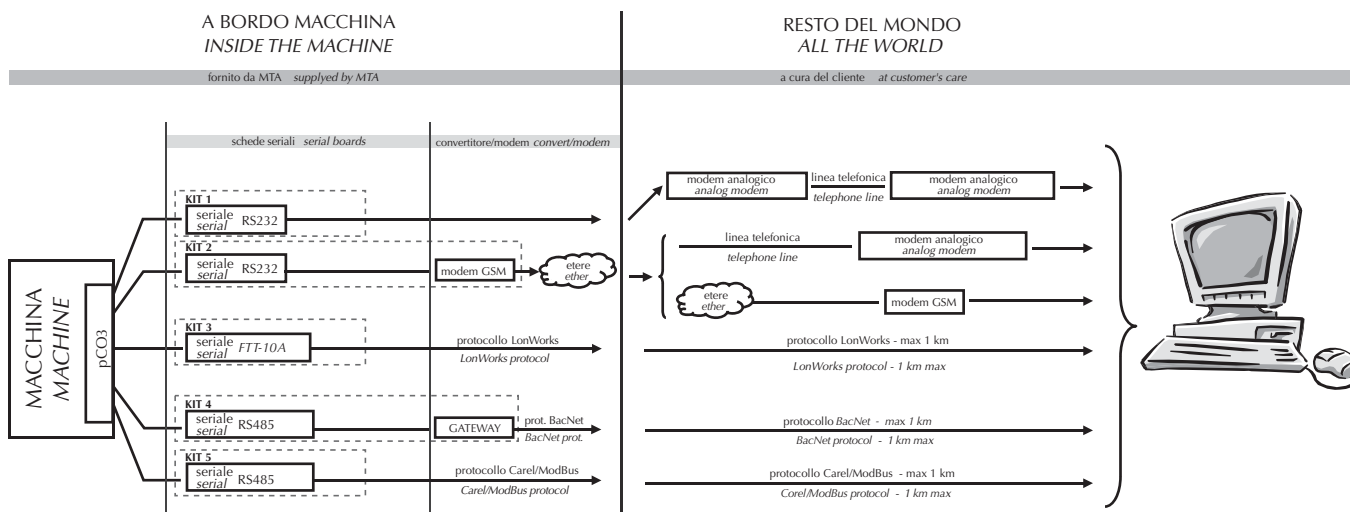 A BORDO MACCHINA
INSIDE THE MACHINE
RESTO DEL MONDO
ALL THE WORLD
fornito da MTA supplyed by MTA
a cura del cliente at customer's care
schede seriali serial boards
convertitore/modem convert/modem
MACCHINA
MACHINE
pCO3
KIT 1
seriale
serial RS232
KIT 2
seriale
serial RS232
modem GSM
etere
ether
KIT 3
seriale
serial FTT-10A
protocollo LonWorks
LonWorks protocol
KIT 4
seriale
serial RS485
GATEWAY
prot. BacNet
BacNet prot.
KIT 5
seriale
serial RS485
protocollo Carel/ModBus
Carel/ModBus protocol
modem analogico
analog modem
linea telefonica
telephone line
modem analogico
analog modem
linea telefonica
telephone line
modem analogico
analog modem
etere
ether
modem GSM
protocollo LonWorks - max 1 km
LonWorks protocol - 1 km max
protocollo BacNet - max 1 km
BacNet protocol - 1 km max
protocollo Carel/ModBus - max 1 km
Corel/ModBus protocol - 1 km max